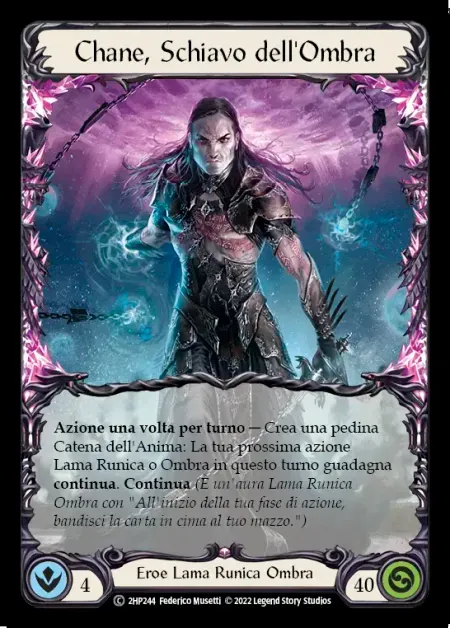 Chane, Schiavo dell'Ombra
Azione una volta per turno — Crea una pedina
Catena dell'Anima: La tua prossima azione
Lama Runica o Ombra in questo turno guadagna
continua. Continua (È un'aura Lama Runica
Ombra con "All'inizio della tua fase di azione,
bandisci la carta in cima al tuo mazzo.")
4
Eroe Lama Runica Ombra
40
C 2HP244 Federico Musetti © 2022 Legend Story Studios